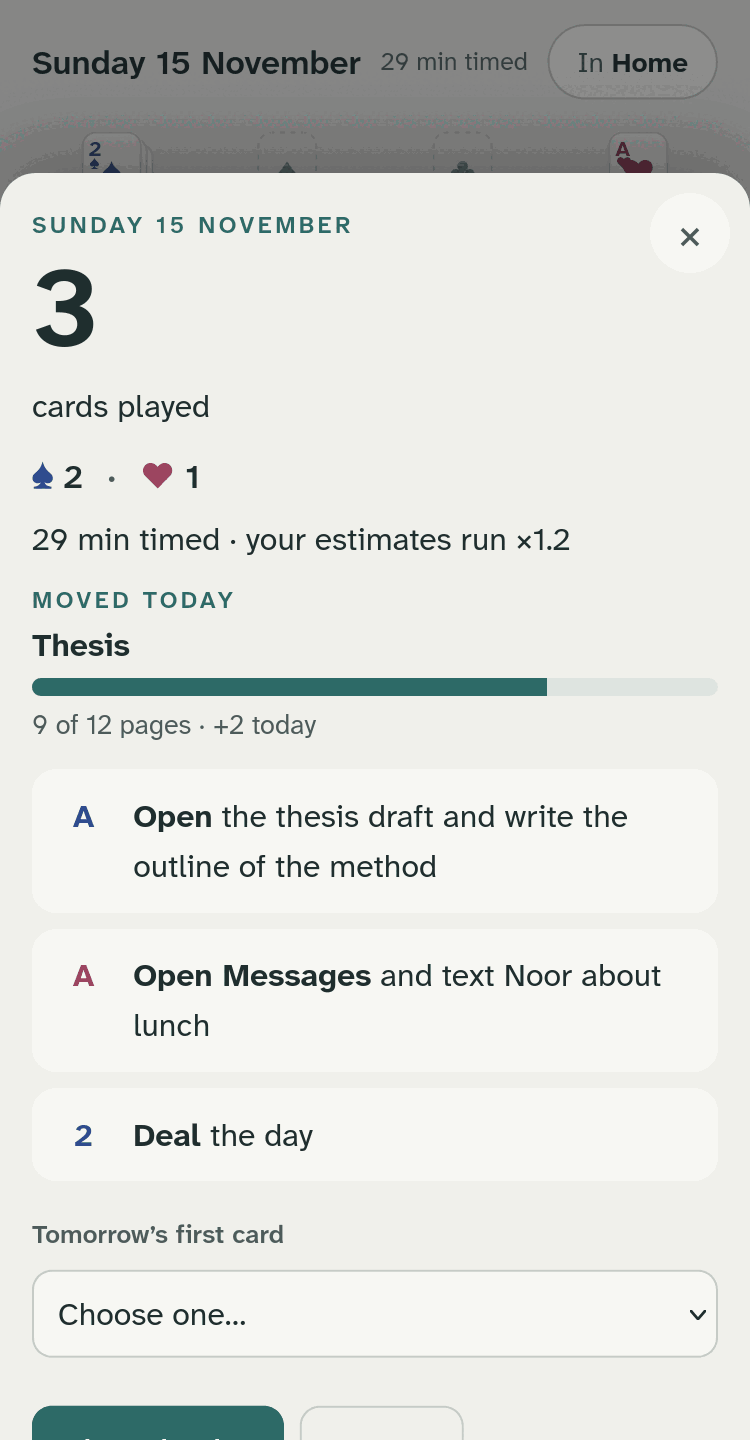 Sunday 15 November 29 min timed In Home
2 A
SUNDAY 15 NOVEMBER ×
3
cards played
♠ 2 · ♥ 1
29 min timed · your estimates run ×1.2
MOVED TODAY
Thesis
9 of 12 pages · +2 today
A Open the thesis draft and write the
outline of the method
A Open Messages and text Noor about
lunch
2 Deal the day
Tomorrow’s first card
Choose one...